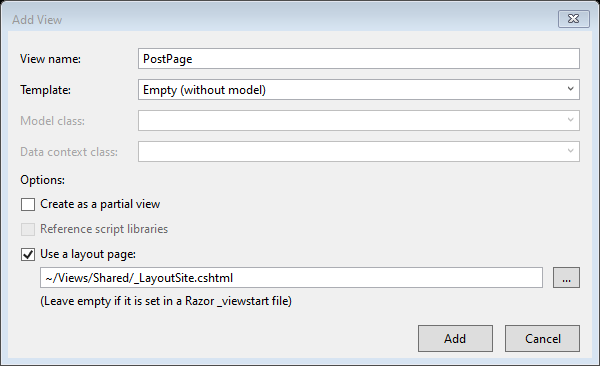 Add View
View name: PostPage
Template: Empty (without model)
Model class:
Data context class:
Options:
Create as a partial view
Reference script libraries
Use a layout page:
~/Views/Shared/_LayoutSite.cshtml ...
(Leave empty if it is set in a Razor _viewstart file)
Add Cancel